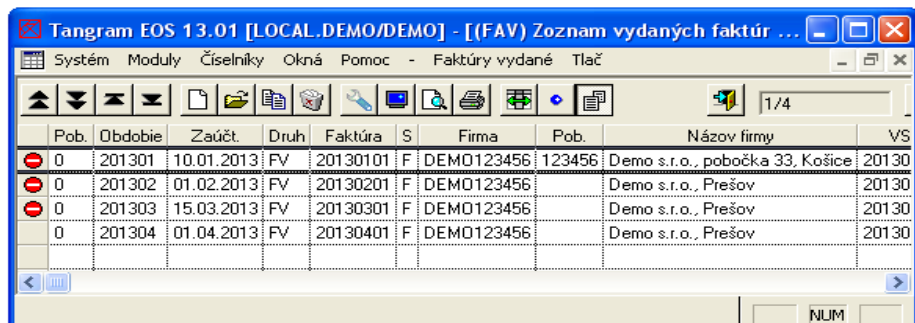 Tangram EOS 13.01 [LOCAL.DEMO/DEMO] - [(FAV) Zoznam vydaných faktúr ...
Systém Moduly Číselníky Okná Pomoc - Faktúry vydané Tlač
1/4
Pob. Obdobie Zaúčt. Druh Faktúra S Firma Pob. Názov firmy VS
0 201301 10.01.2013 FV 20130101 F DEMO123456 123456 Demo s.r.o., pobočka 33, Košice 20130
0 201302 01.02.2013 FV 20130201 F DEMO123456 Demo s.r.o., Prešov 20130
0 201303 15.03.2013 FV 20130301 F DEMO123456 Demo s.r.o., Prešov 20130
0 201304 01.04.2013 FV 20130401 F DEMO123456 Demo s.r.o., Prešov 20130
NUM